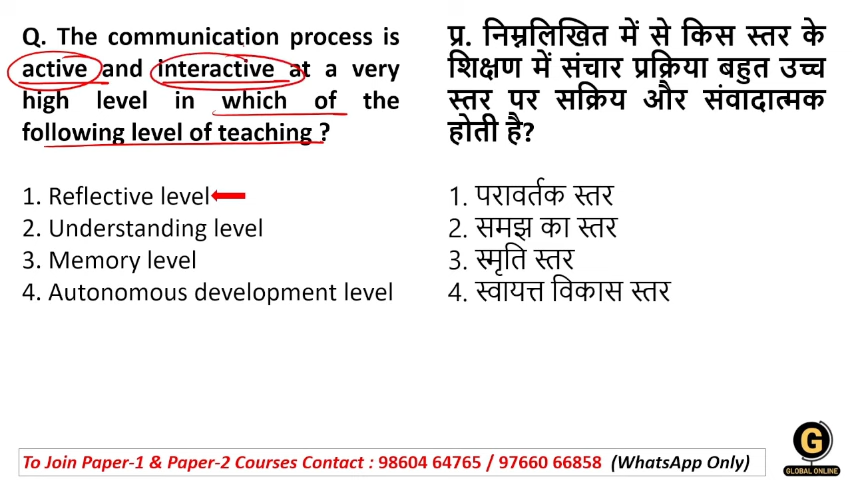 Q. The communication process is
active and interactive at a very
high level in which of the
following level of teaching ?
1. Reflective level
2. Understanding level
3. Memory level
4. Autonomous development level
प्र. निम्नलिखित में से किस स्तर के
शिक्षण में संचार प्रक्रिया बहुत उच्च
स्तर पर सक्रिय और संवादात्मक
होती है?
1. परावर्तक स्तर
2. समझ का स्तर
3. स्मृति स्तर
4. स्वायत्त विकास स्तर
G
GLOBAL ONLINE
To Join Paper-1 & Paper-2 Courses Contact : 98604 64765 / 97660 66858 (WhatsApp Only)